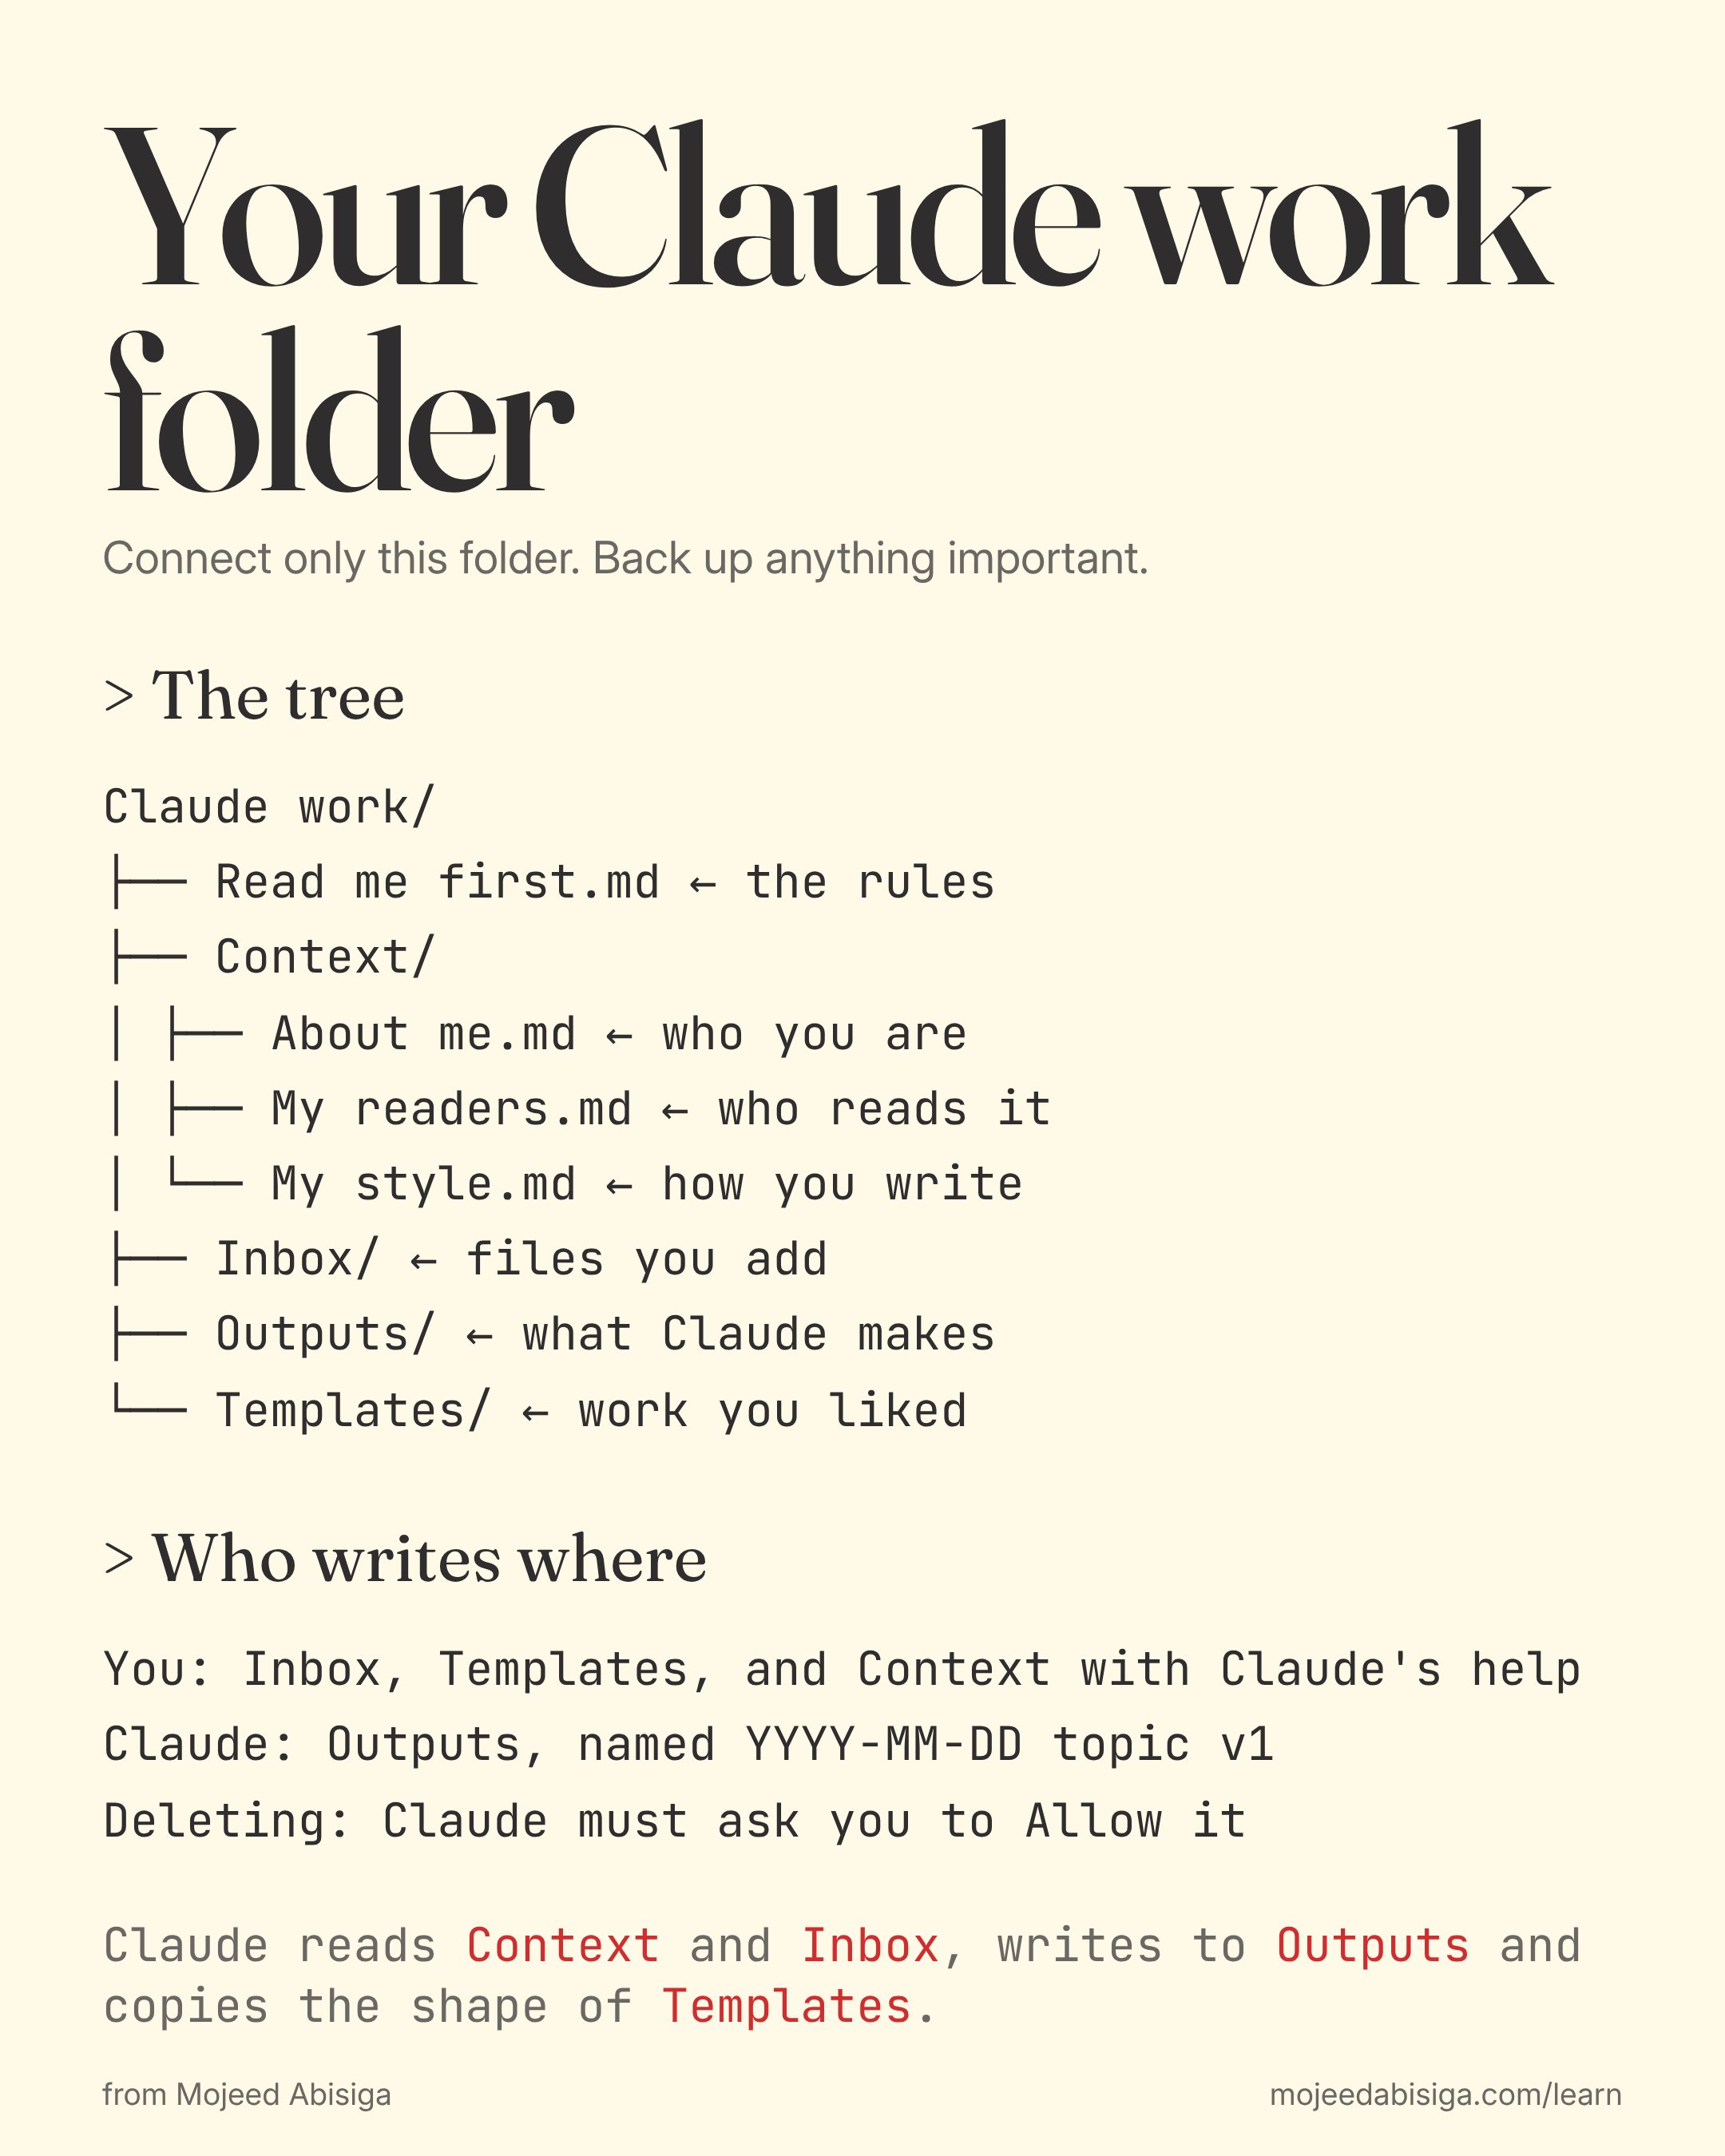 Your Claude work
folder
Connect only this folder. Back up anything important.
> The tree
Claude work/
├── Read me first.md ← the rules
├── Context/
│ ├── About me.md ← who you are
│ ├── My readers.md ← who reads it
│ └── My style.md ← how you write
├── Inbox/ ← files you add
├── Outputs/ ← what Claude makes
└── Templates/ ← work you liked
> Who writes where
You: Inbox, Templates, and Context with Claude's help
Claude: Outputs, named YYYY-MM-DD topic v1
Deleting: Claude must ask you to Allow it
Claude reads Context and Inbox, writes to Outputs and
copies the shape of Templates.
from Mojeed Abisiga
mojeedabisiga.com/learn